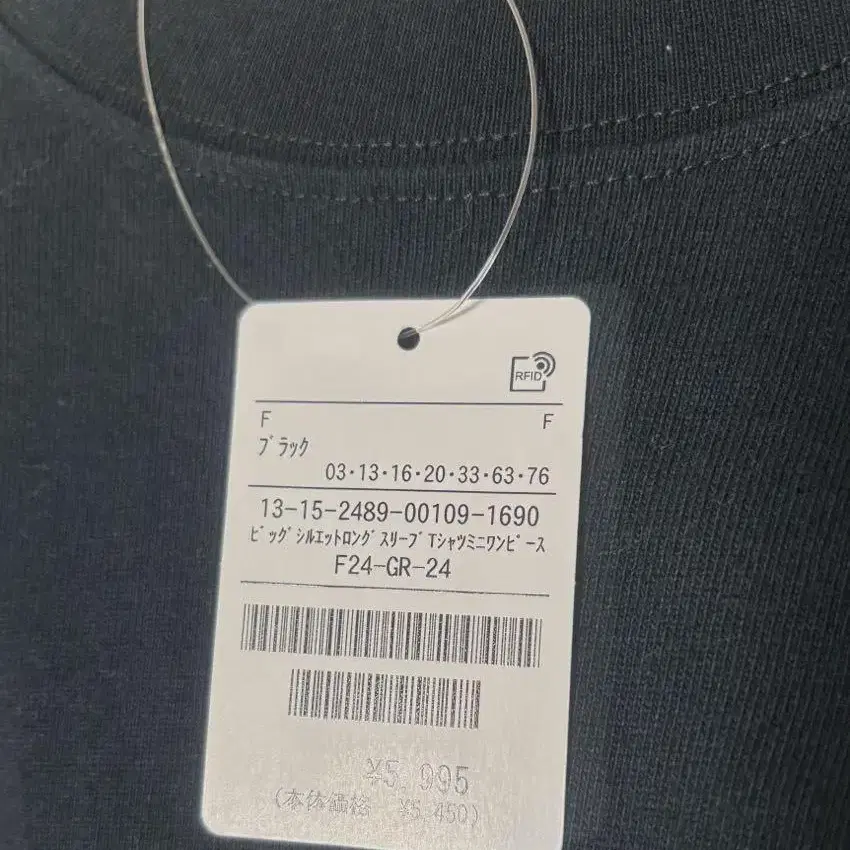 RFID
F F
ﾌﾞﾗｯｸ
03･13･16･20･33･63･76
13-15-2489-00109-1690
ﾋﾞｯｸﾞｼﾙｴｯﾄﾛﾝｸﾞｽﾘｰﾌﾞTｼｬﾂﾐﾆﾜﾝﾋﾟｰｽ
F24-GR-24
¥5,995
(本体価格 ¥5,450)